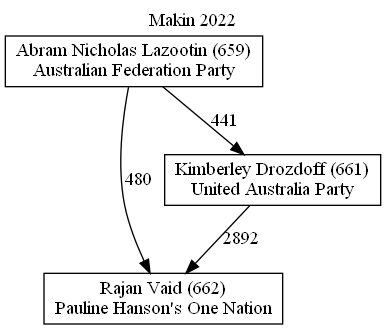 Makin 2022
Abram Nicholas Lazootin (659)
Australian Federation Party
441
Kimberley Drozdoff (661)
United Australia Party
480
2892
Rajan Vaid (662)
Pauline Hanson's One Nation